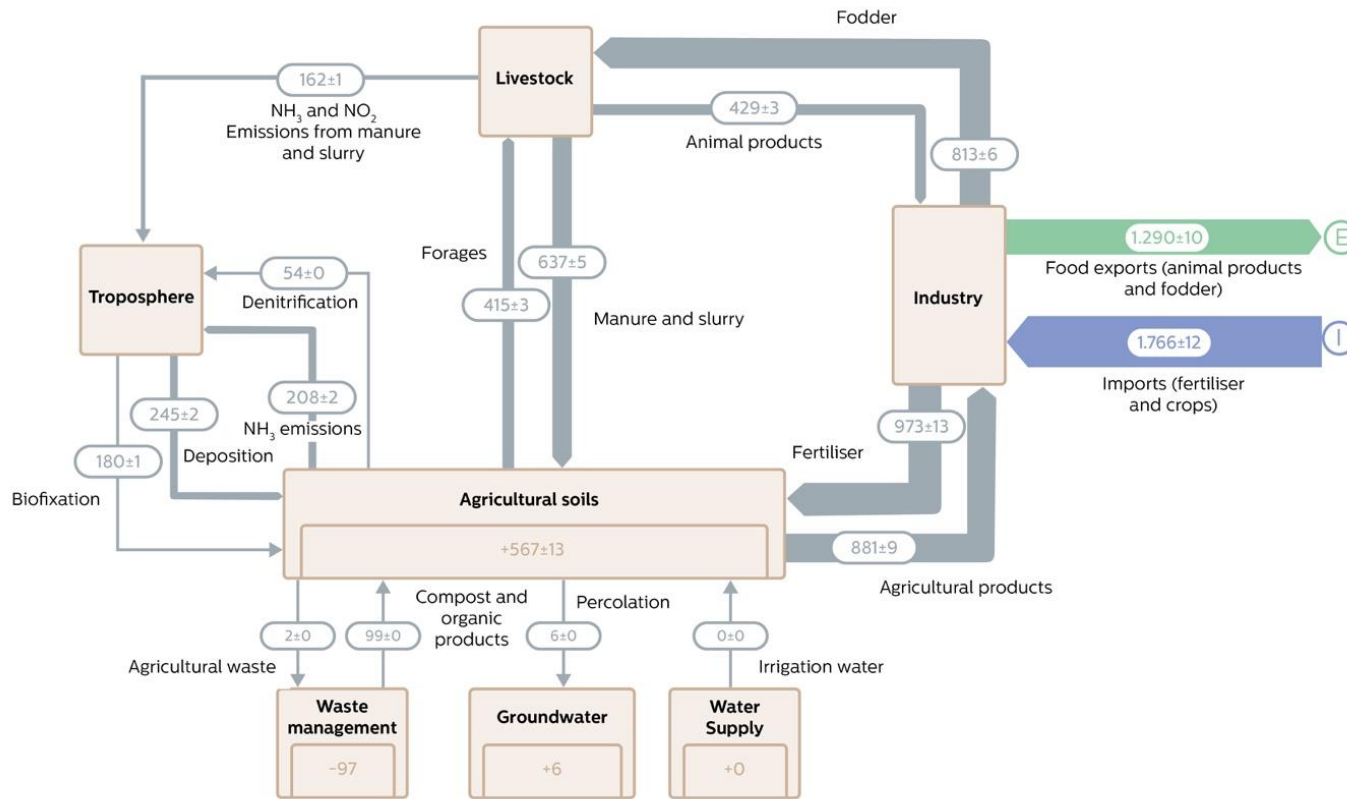 Fodder
Livestock
162±1
NH₃ and NO₂
Emissions from manure
and slurry
429±3
Animal products
813±6
1.290±10
E
Food exports (animal products
and fodder)
Industry
1.766±12
I
Imports (fertiliser
and crops)
Troposphere
54±0
Denitrification
Forages
415±3
637±5
Manure and slurry
245±2
208±2
NH₃ emissions
Deposition
180±1
Biofixation
973±13
Fertiliser
Agricultural soils
+567±13
881±9
Agricultural products
2±0
Agricultural waste
99±0
Compost and
organic
products
Percolation
6±0
0±0
Irrigation water
Waste
management
-97
Groundwater
+6
Water
Supply
+0